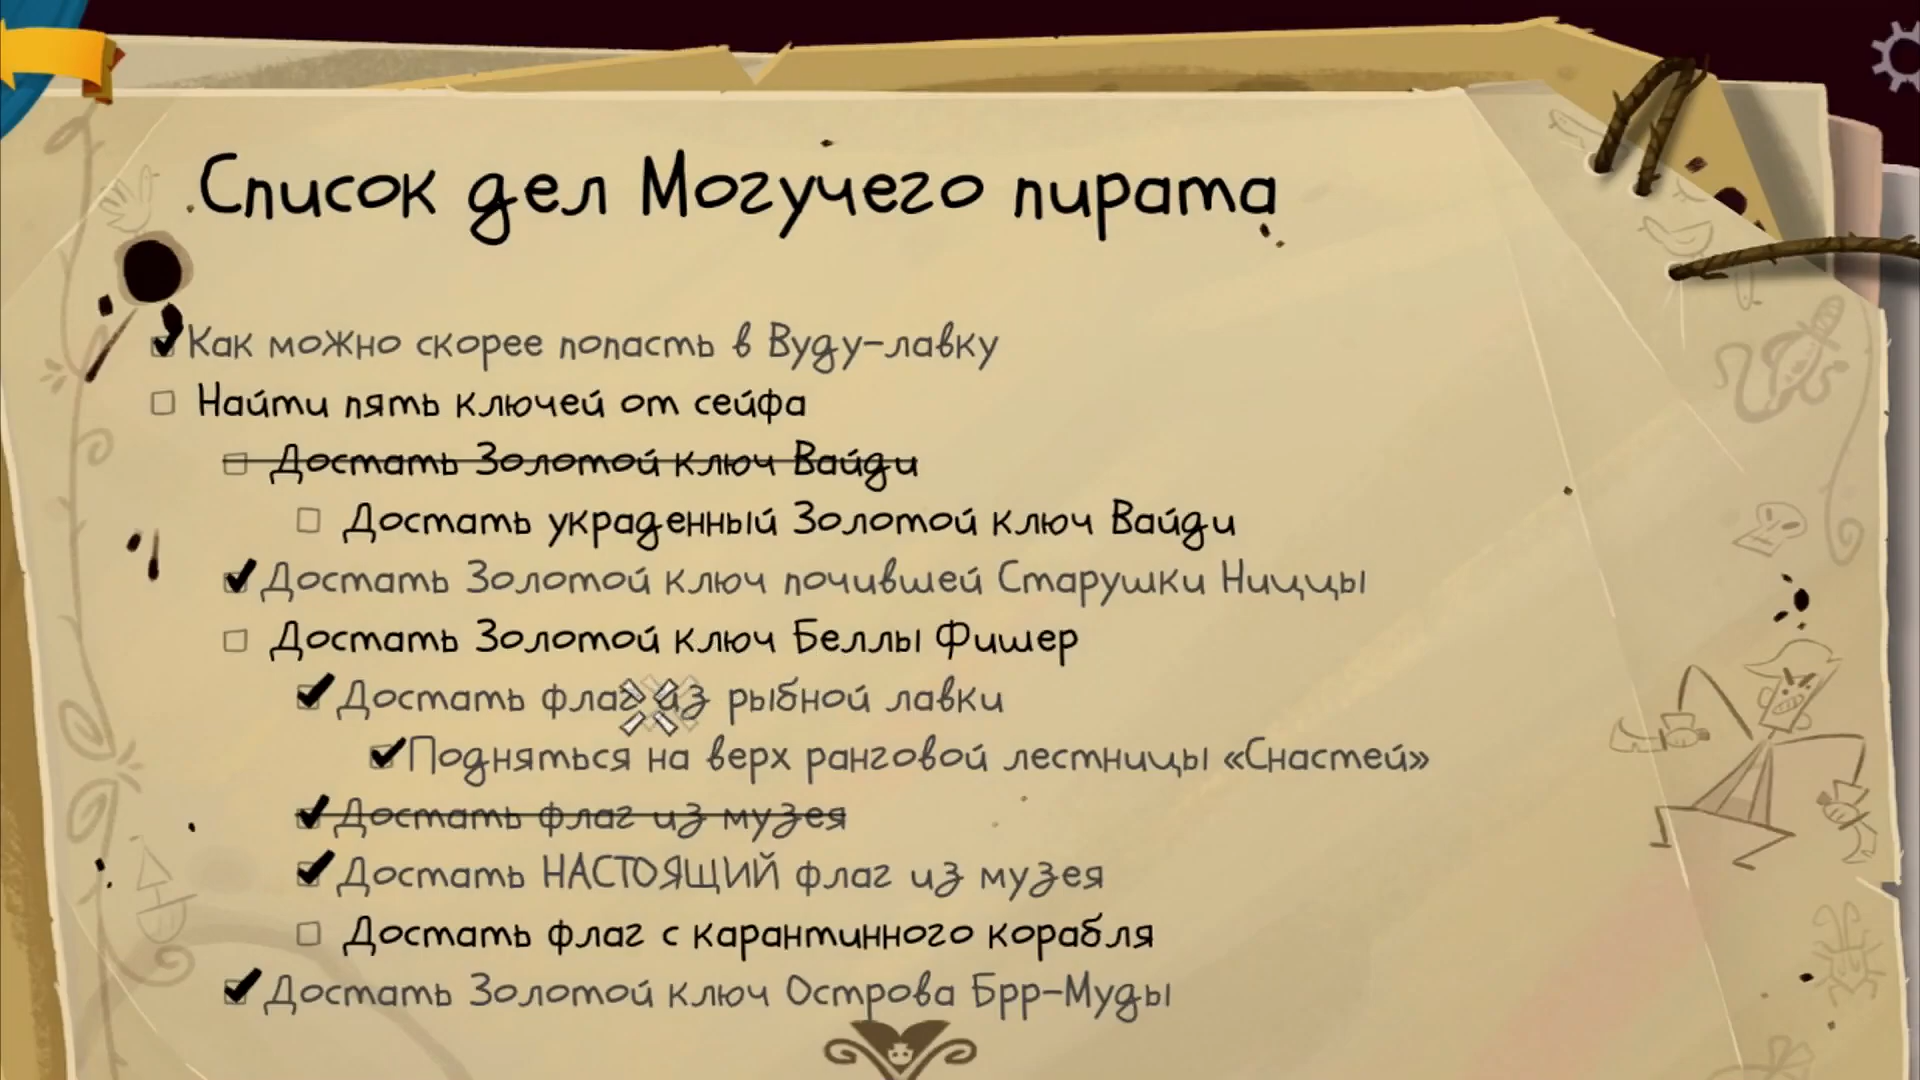 Список дел Могучего пирата
Как можно скорее попасть в Вуду-лавку
Найти пять ключей от сейфа
Достать Золотой ключ Вайди
Достать украденный Золотой ключ Вайди
Достать Золотой ключ почившей Старушки Ниццы
Достать Золотой ключ Беллы Фишер
Достать флаг из рыбной лавки
Подняться на верх ранговой лестницы «Снастей»
Достать флаг из музея
Достать НАСТОЯЩИЙ флаг из музея
Достать флаг с карантинного корабля
Достать Золотой ключ Острова Брр-Муды